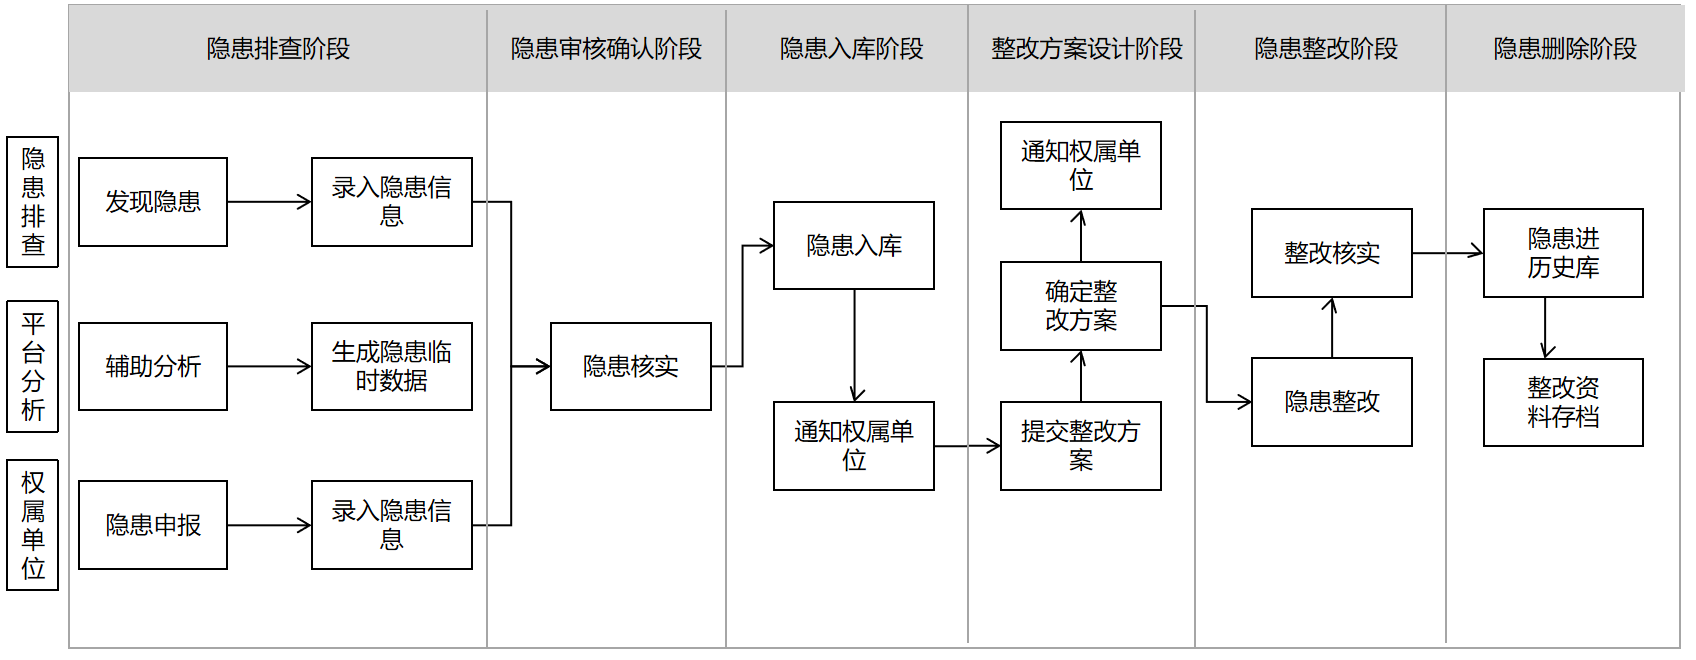 隐患排查阶段
隐患审核确认阶段
隐患入库阶段
整改方案设计阶段
隐患整改阶段
隐患删除阶段
隐
患
排
查
发现隐患
录入隐患信
息
平
台
分
析
辅助分析
生成隐患临
时数据
权
属
单
位
隐患申报
录入隐患信
息
隐患核实
隐患入库
通知权属单
位
通知权属单
位
确定整
改方案
提交整改方
案
整改核实
隐患整改
隐患进
历史库
整改资
料存档